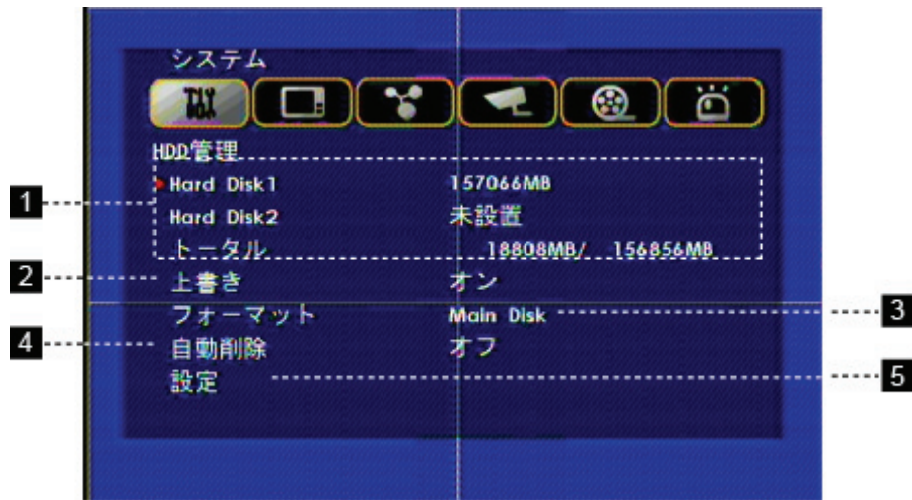 システム
HDD管理
1 Hard Disk1 157066MB
Hard Disk2 未設置
トータル 18808MB/ 156856MB
2 上書き オン
フォーマット Main Disk 3
4 自動削除 オフ
設定 5